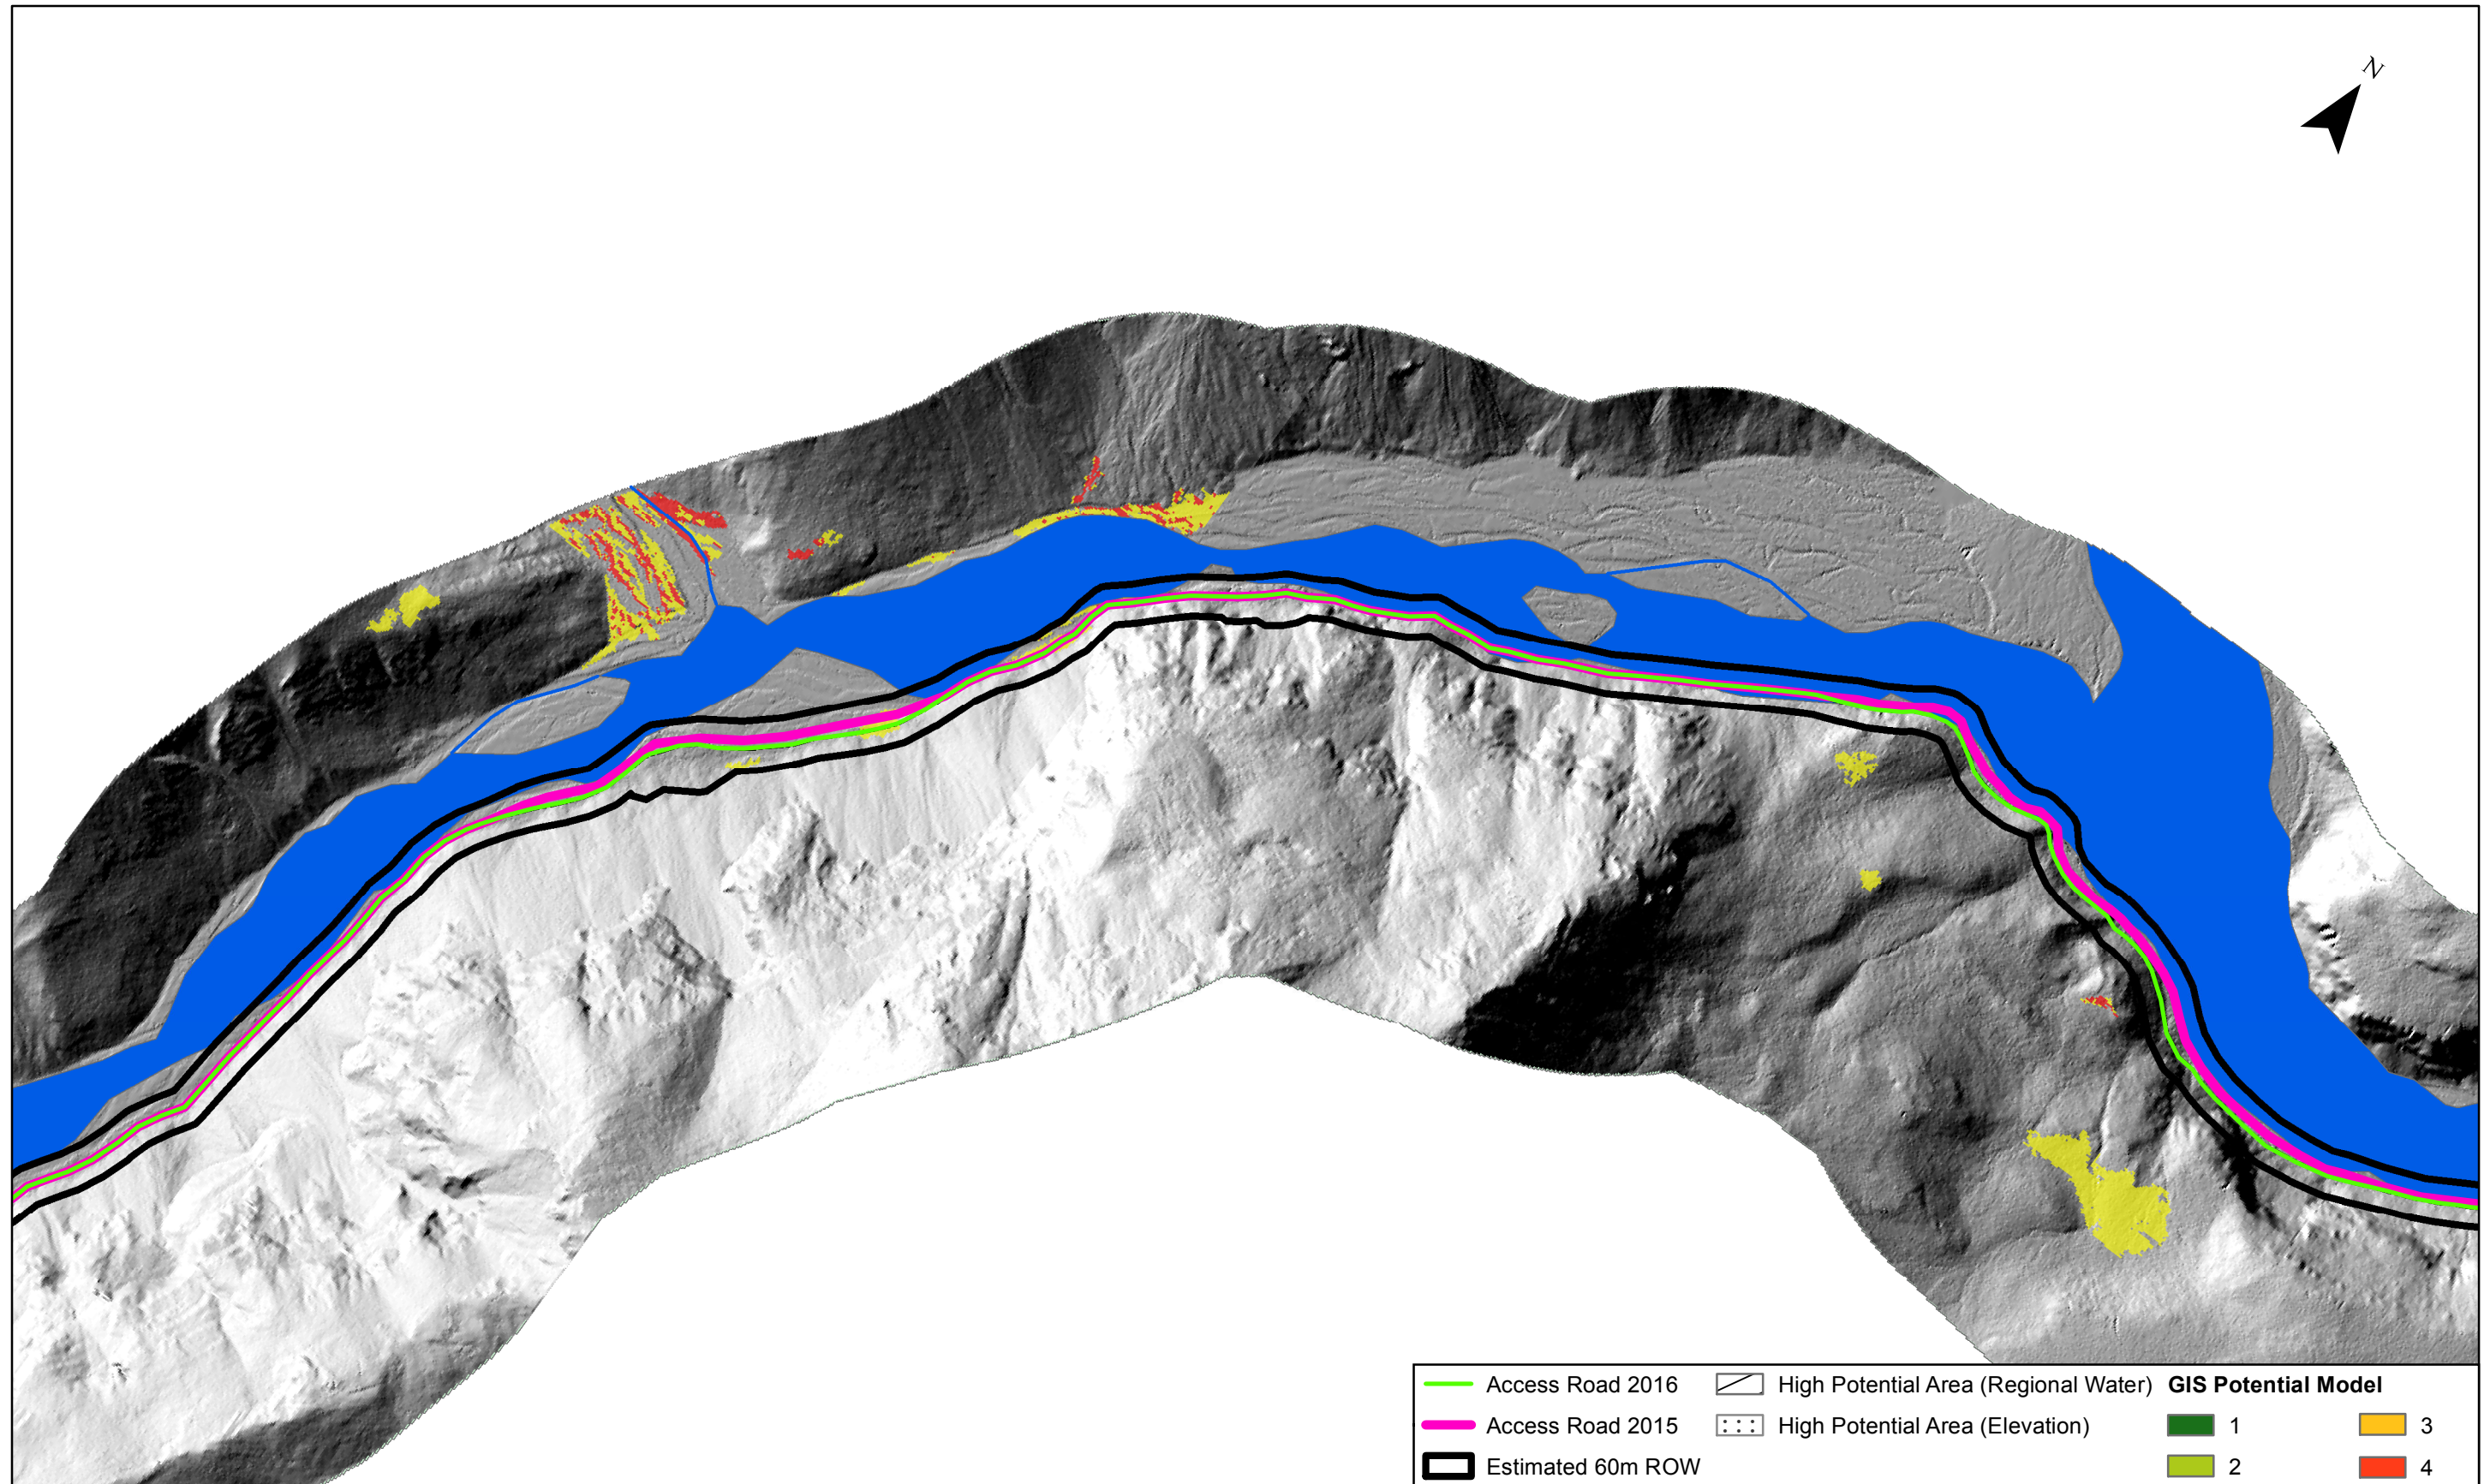 N
Access Road 2016
High Potential Area (Regional Water)
GIS Potential Model
Access Road 2015
High Potential Area (Elevation)
1
3
Estimated 60m ROW
2
4